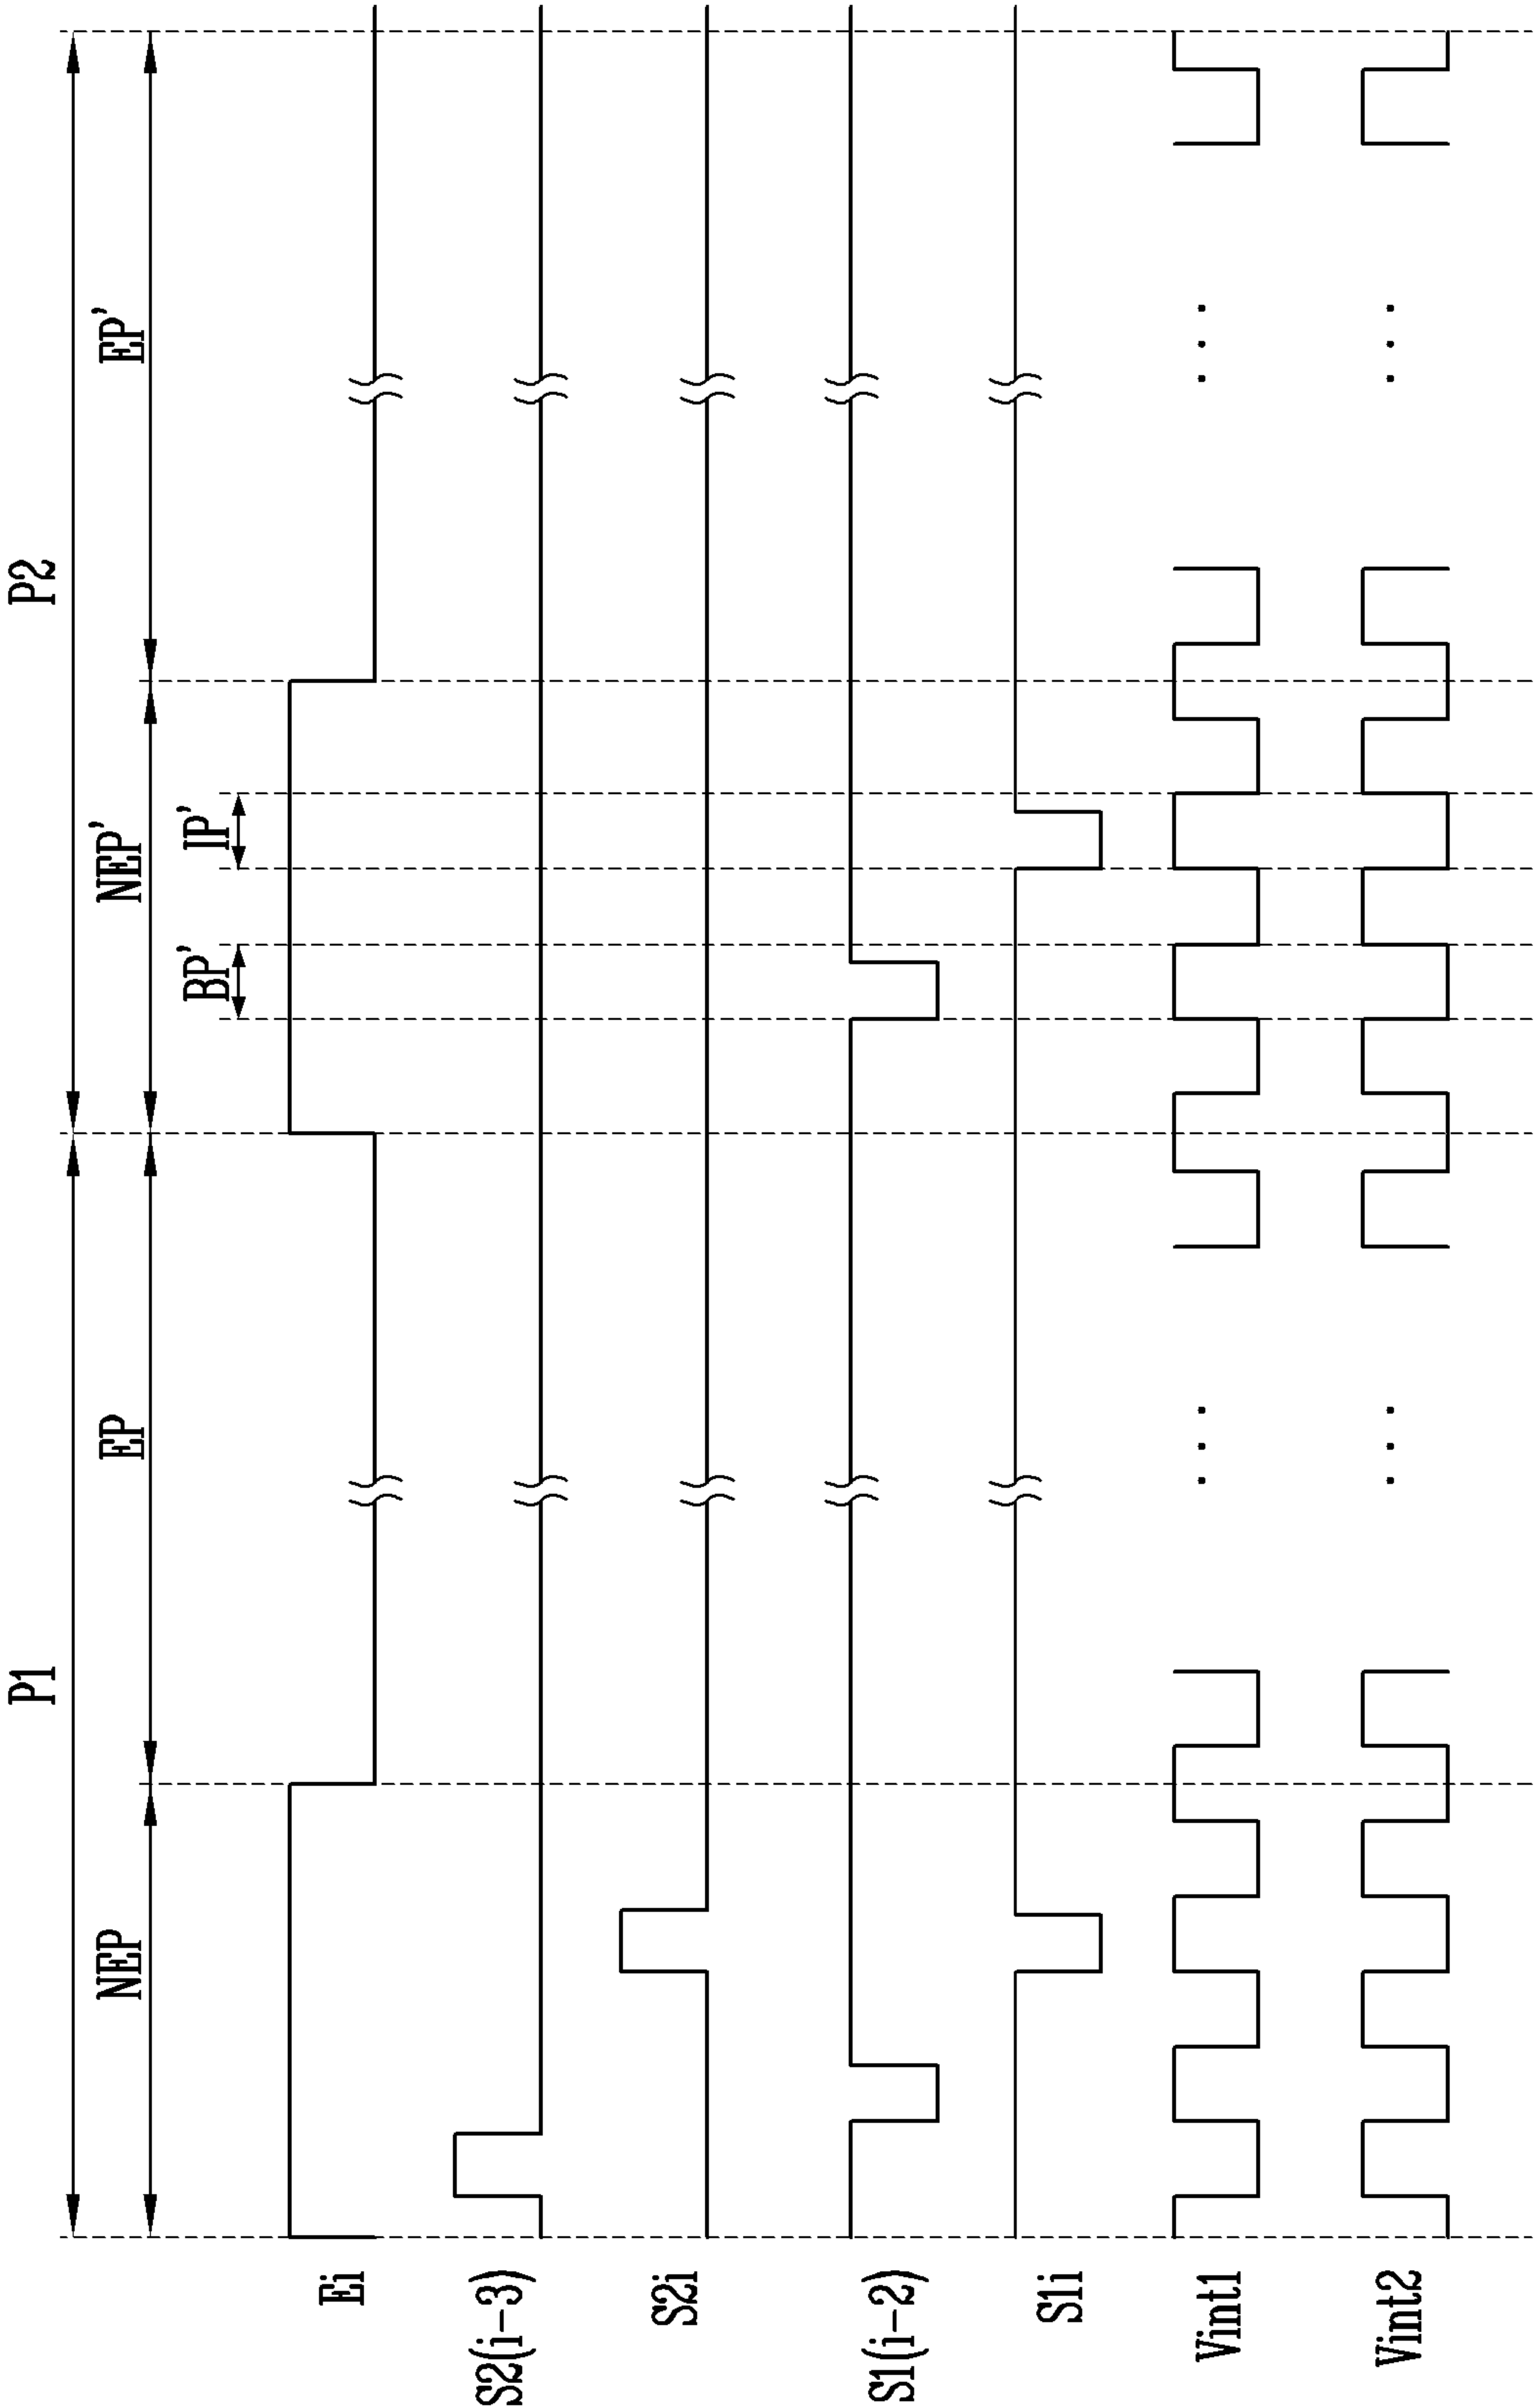 P1 P2
NEP EP NEP' EP'
BP' IP'
Ei
S2(i-3)
S2i
S1(i-2)
S1i
Vint1
Vint2